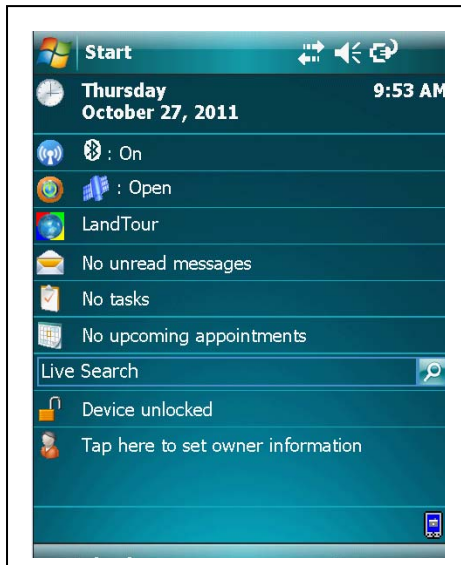 Start
Thursday 9:53 AM
October 27, 2011
: On
: Open
LandTour
No unread messages
No tasks
No upcoming appointments
Live Search
Device unlocked
Tap here to set owner information